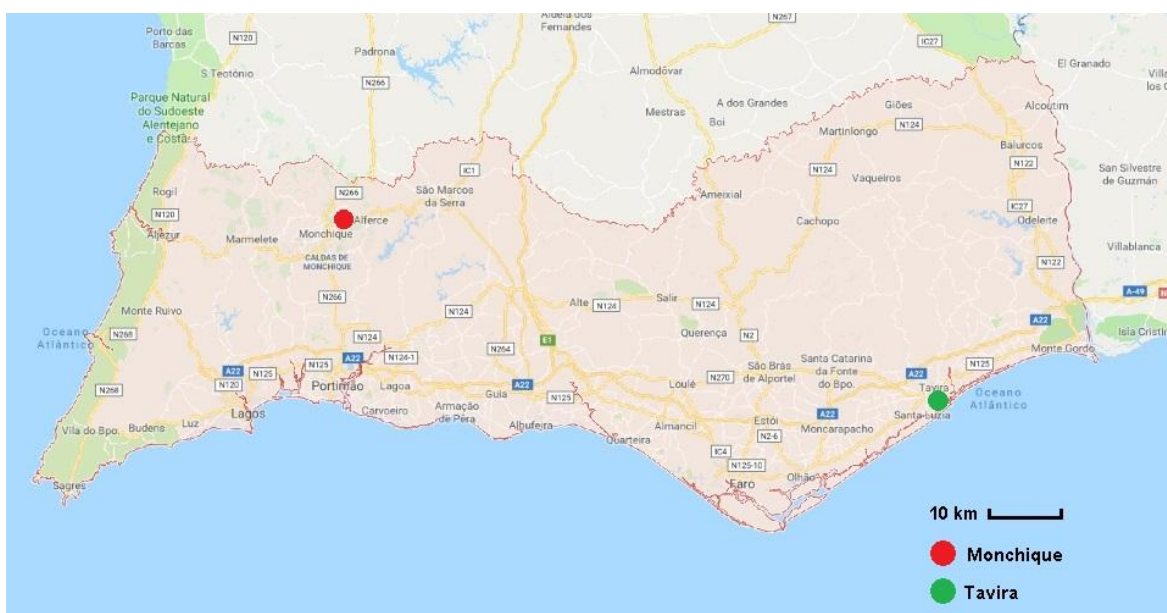 Porto das
Barcas
N120
Padrona
Aldeia dos
Fernandes
N267
IC27
El Granado
S.Teotónio
N266
Almodôvar
Parque Natural
do Sudoeste
Alentejano
e Costa
Mestras
A dos Grandes
Boi
Giões
Alcoutim
N124
Martinlongo
Balurcos
IC1
San Silvestre
de Guzmán
N124
N122
Rogil
N266
São Marcos
da Serra
Ameixial
Vaqueiros
N120
Alferce
IC27
Cachopo
Odeleite
Aljezur
Marmelete
Monchique
CALDAS DE
MONCHIQUE
Villablanca
N122
N266
Alte
N124
Salir
N124
A-49
Monte Ruivo
N124
A22
Isla Cristin
Oceano
Atlântico
N268
N124
E1
Querença
N2
Monte Gordo
N264
N125
A22
N125
A22
N124-1
São Brás
de Alportel
Santa Catarina
da Fonte
do Bpo.
A22
N120
Portimão
Lagoa
Guia
A22
N125
Loulé
N270
Tavira
Oceano
Atlântico
N268
Lagos
Carvoeiro
Armação
de Pêra
Albufeira
Estói
A22
Santa Luzia
Vila do Bpo.
Budens
Luz
Quarteira
Almancil
N2-6
Moncarapacho
IC4
N125-10
Olhão
Sagres
Faro
10 km
Monchique
Tavira